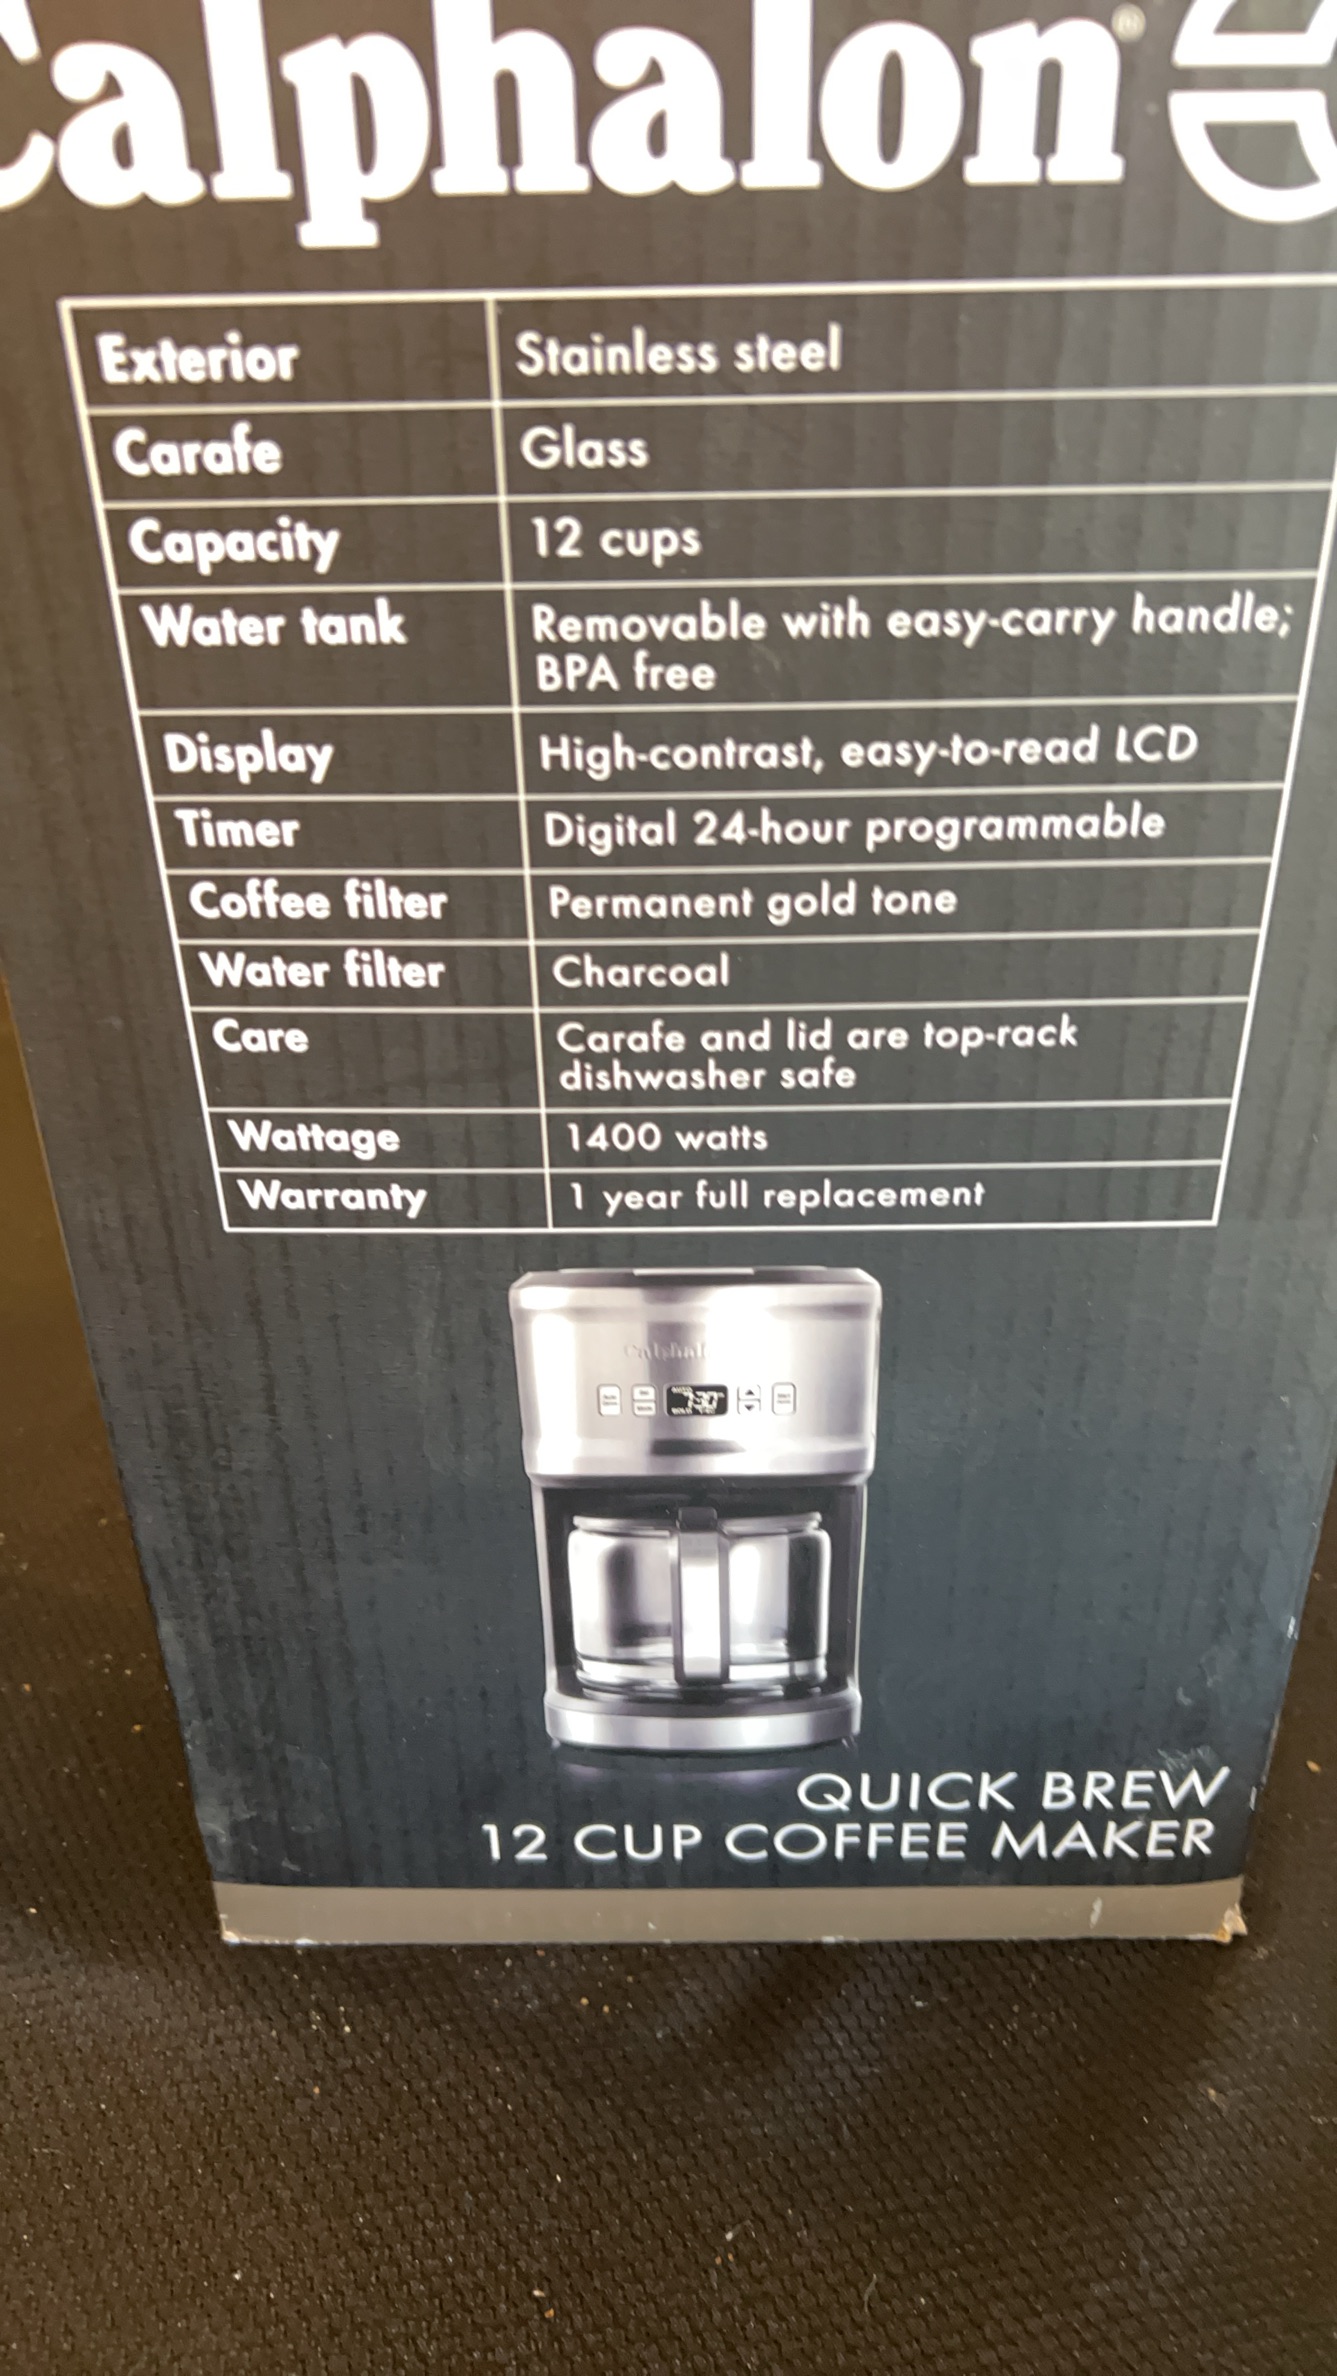 Calphalon®
Exterior Stainless steel
Carafe Glass
Capacity 12 cups
Water tank Removable with easy-carry handle;
BPA free
Display High-contrast, easy-to-read LCD
Timer Digital 24-hour programmable
Coffee filter Permanent gold tone
Water filter Charcoal
Care Carafe and lid are top-rack
dishwasher safe
Wattage 1400 watts
Warranty 1 year full replacement
7:30
QUICK BREW
12 CUP COFFEE MAKER